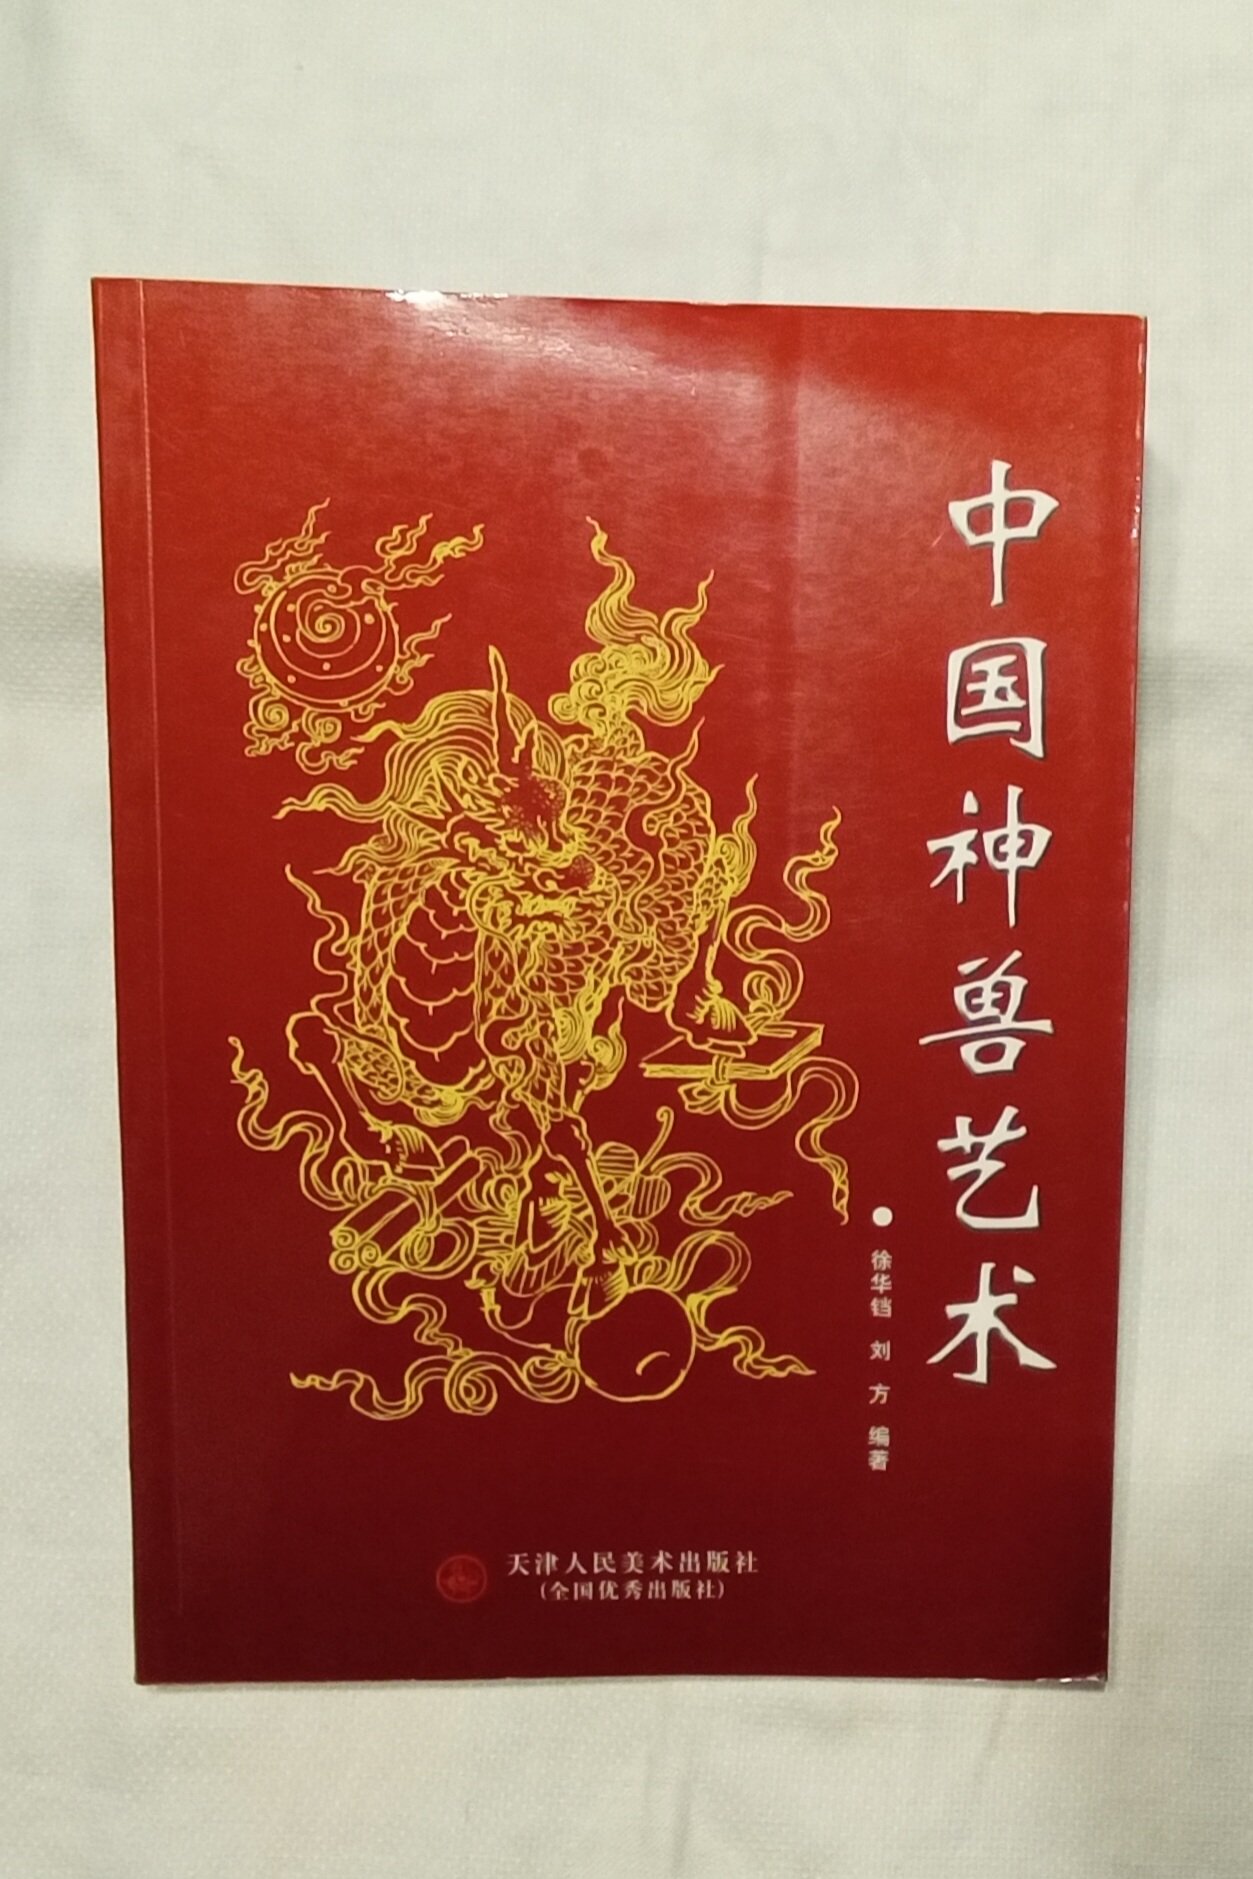 中国神兽艺术
●徐华铛 刘方 编著
天津人民美术出版社
(全国优秀出版社)